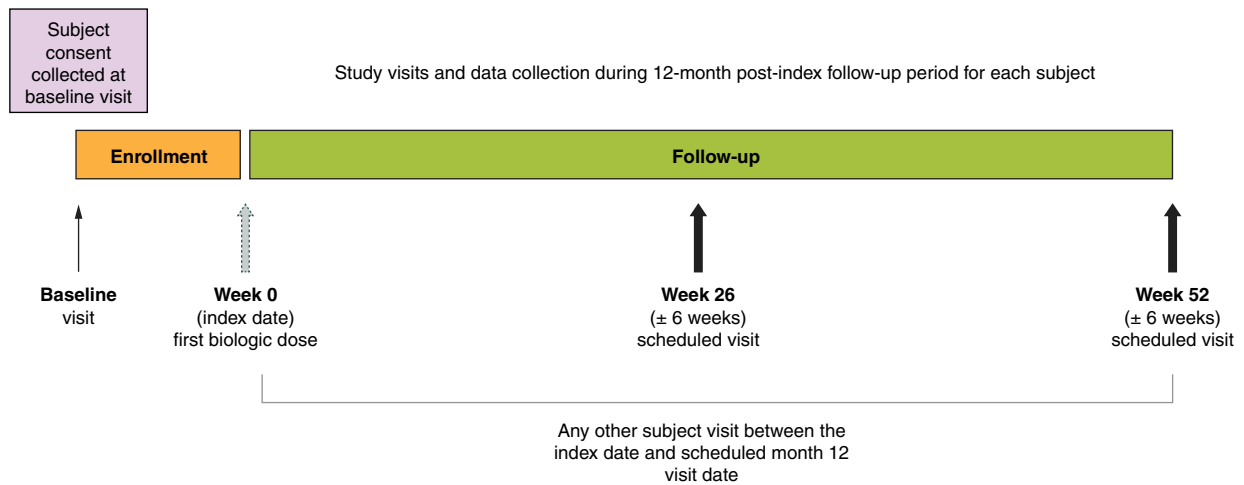 Subject
consent
collected at
baseline visit
Study visits and data collection during 12-month post-index follow-up period for each subject
Enrollment
Follow-up
Baseline
visit
Week 0
(index date)
first biologic dose
Week 26
(± 6 weeks)
scheduled visit
Week 52
(± 6 weeks)
scheduled visit
Any other subject visit between the
index date and scheduled month 12
visit date